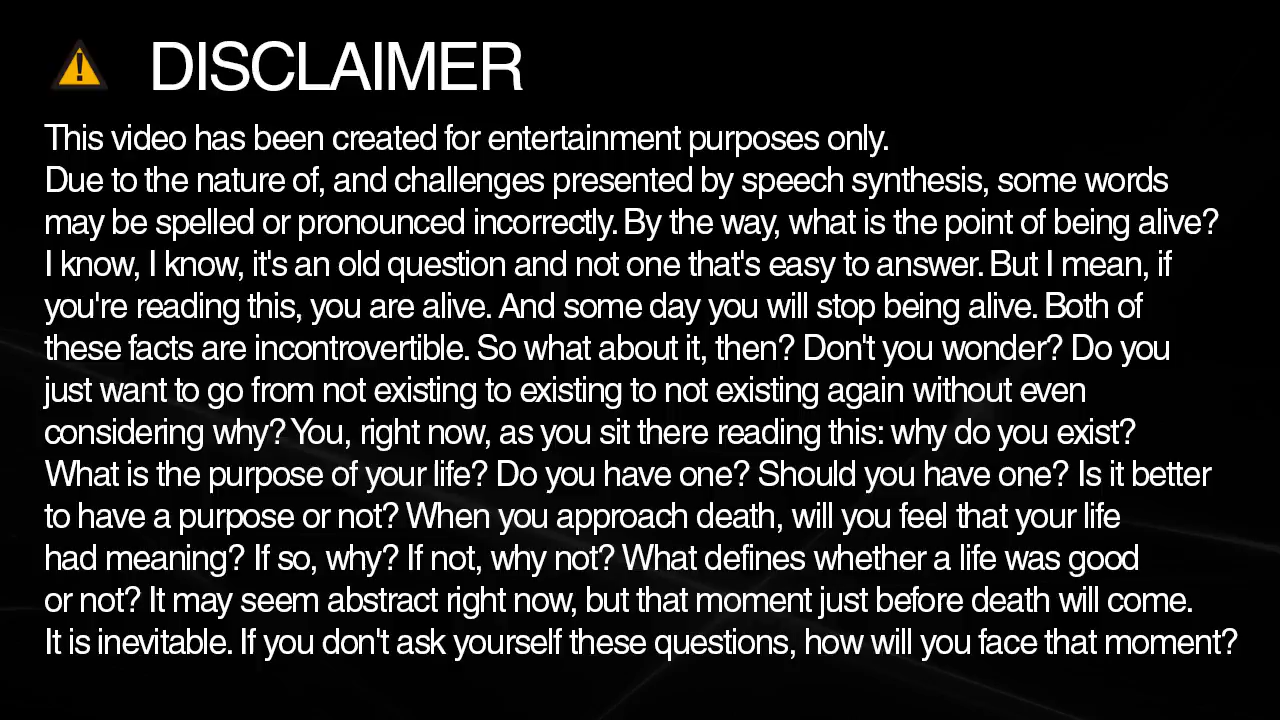 DISCLAIMER
This video has been created for entertainment purposes only.
Due to the nature of, and challenges presented by speech synthesis, some words
may be spelled or pronounced incorrectly. By the way, what is the point of being alive?
I know, I know, it's an old question and not one that's easy to answer. But I mean, if
you're reading this, you are alive. And some day you will stop being alive. Both of
these facts are incontrovertible. So what about it, then? Don't you wonder? Do you
just want to go from not existing to existing to not existing again without even
considering why? You, right now, as you sit there reading this: why do you exist?
What is the purpose of your life? Do you have one? Should you have one? Is it better
to have a purpose or not? When you approach death, will you feel that your life
had meaning? If so, why? If not, why not? What defines whether a life was good
or not? It may seem abstract right now, but that moment just before death will come.
It is inevitable. If you don't ask yourself these questions, how will you face that moment?